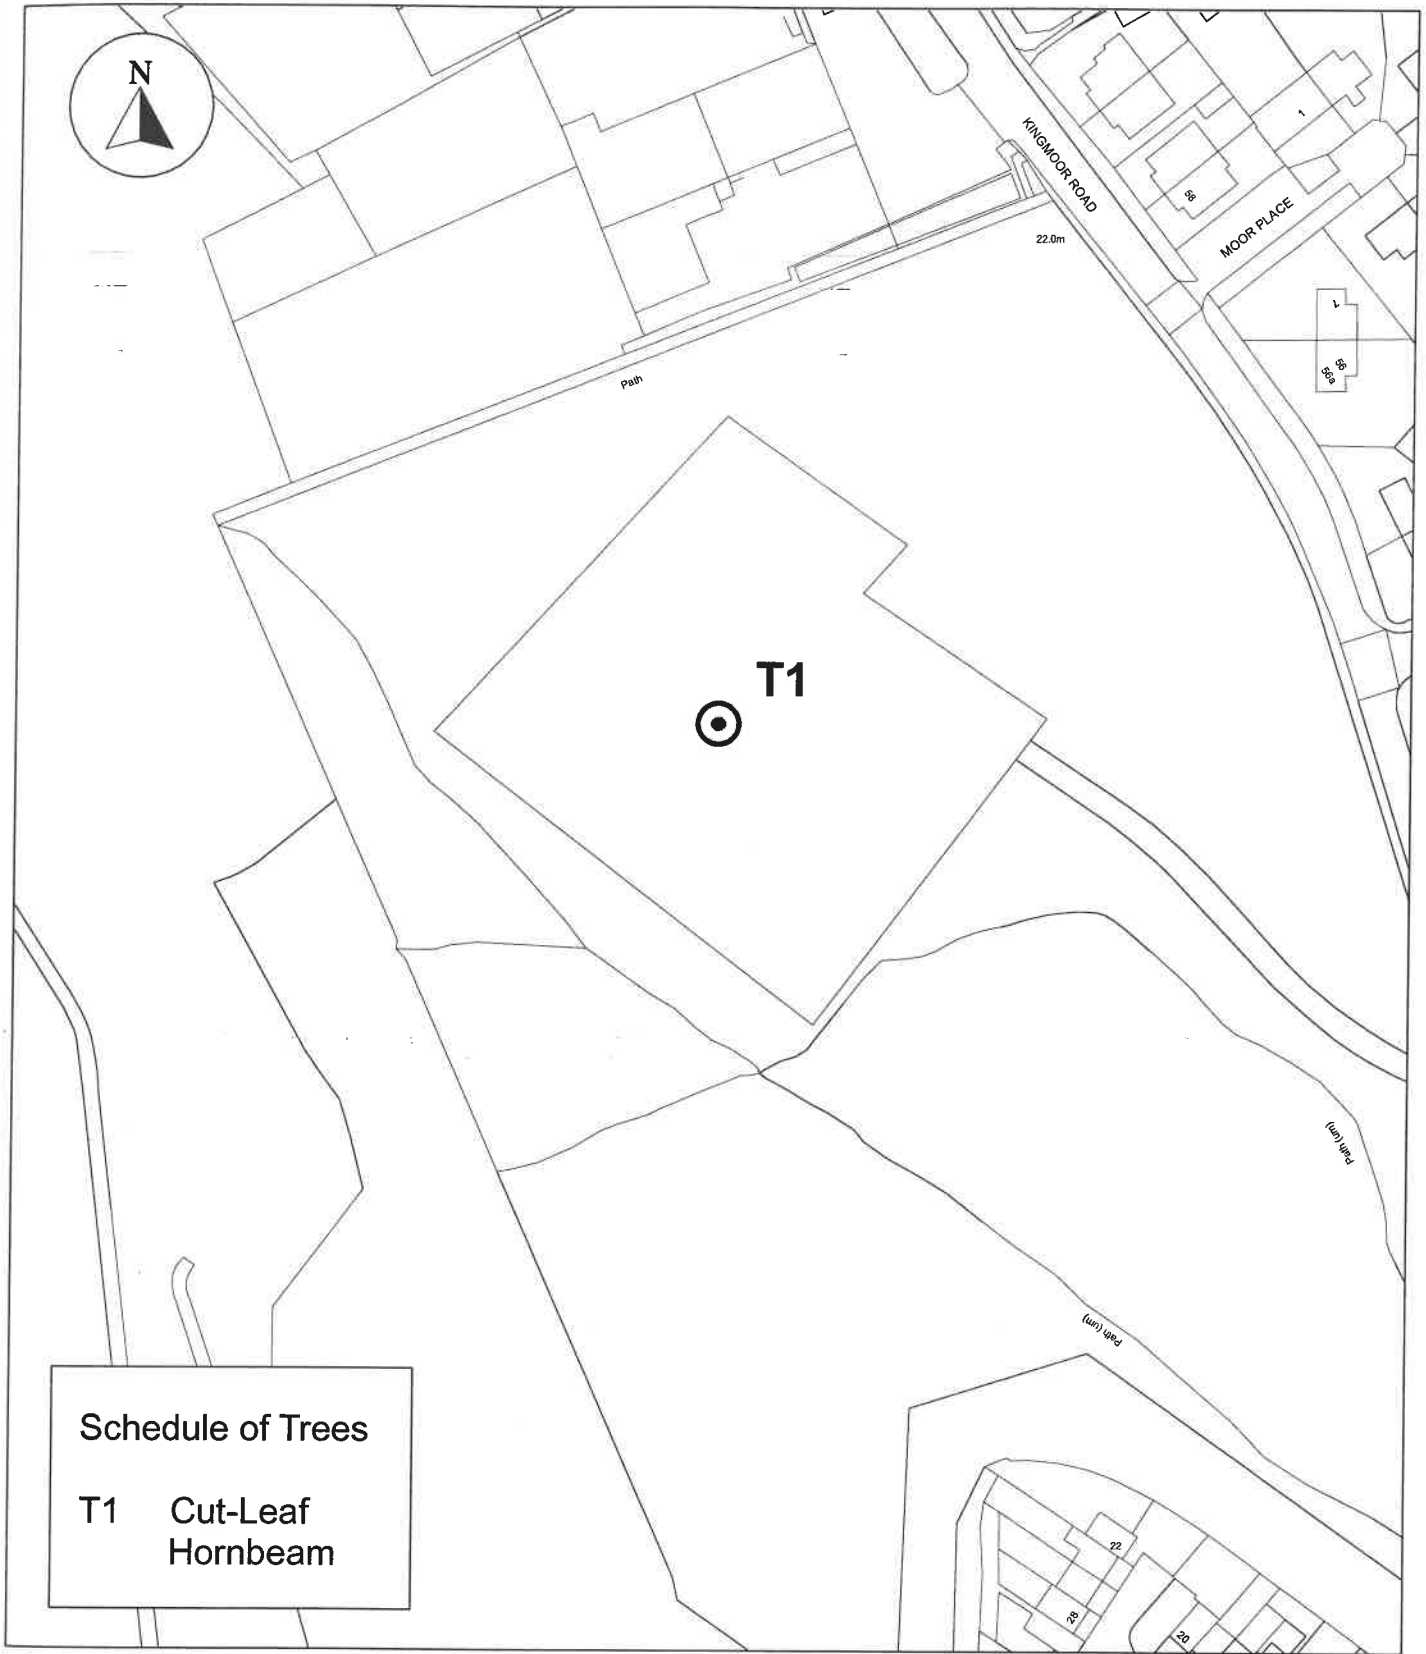 N
KINGMOOR ROAD
1
58
MOOR PLACE
22.0m
1
56
56a
Path
T1
Path (um)
Path (um)
Schedule of Trees
T1 Cut-Leaf
Hornbeam
22
28
20